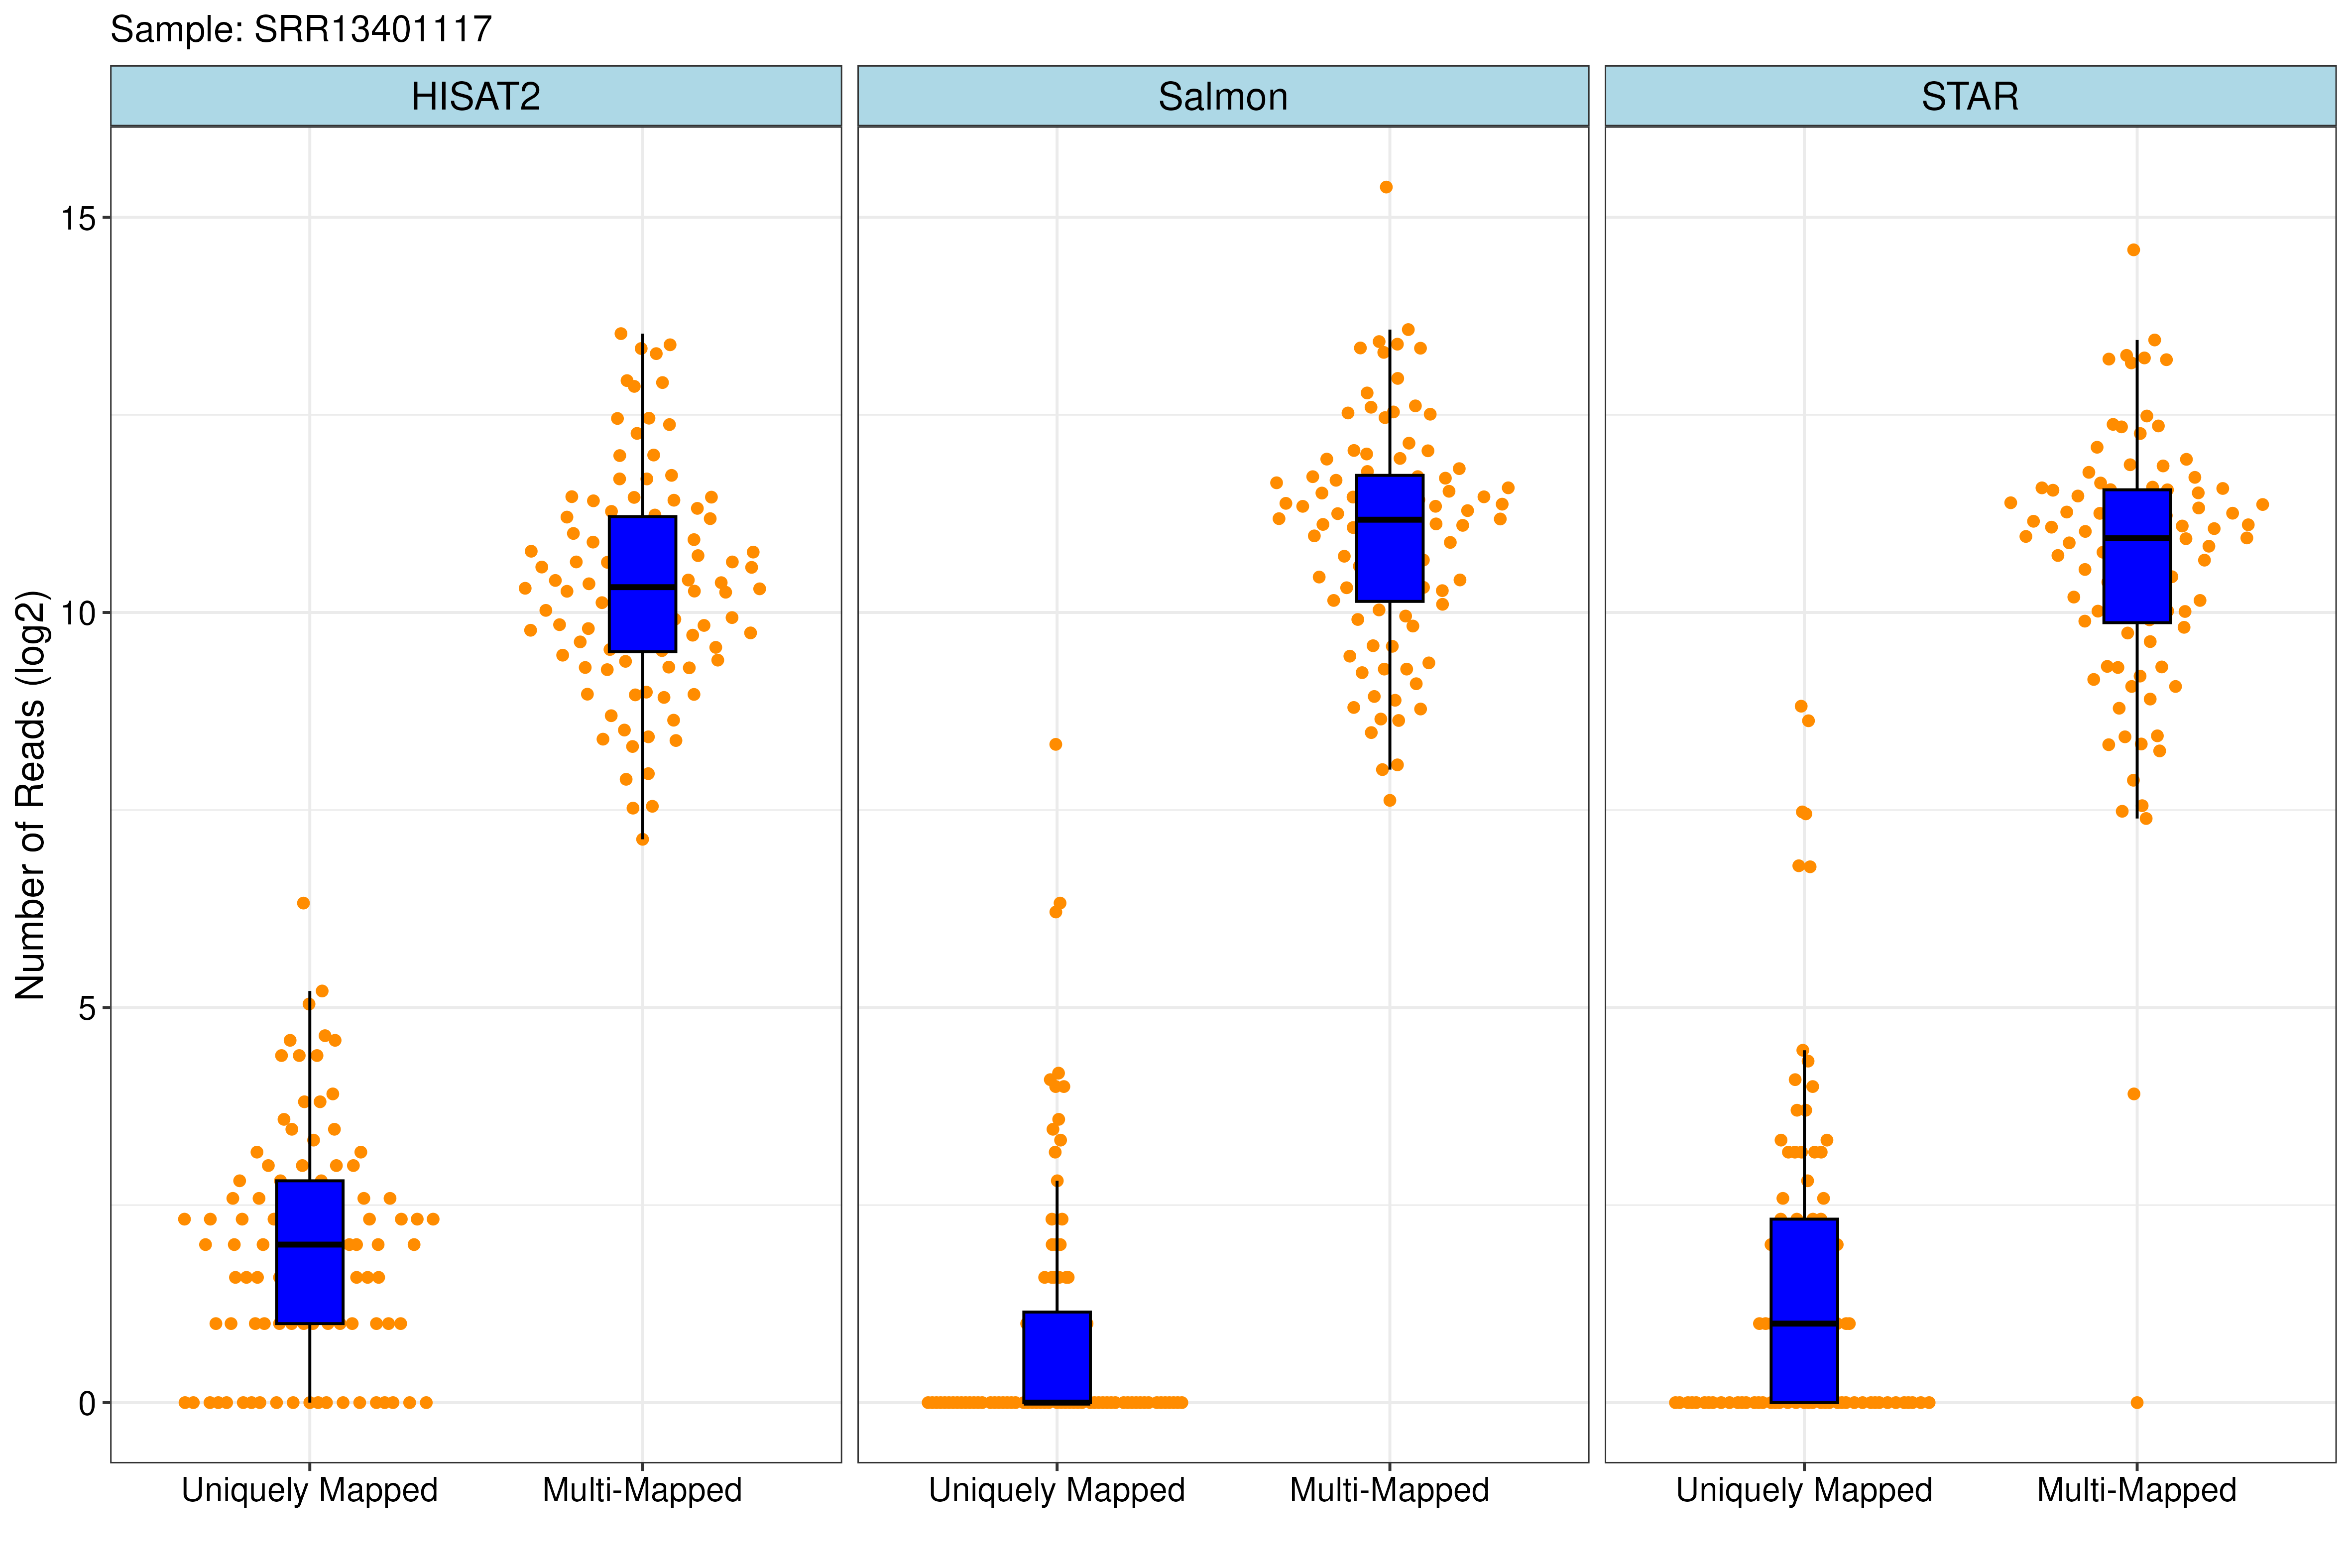 Sample: SRR13401117
HISAT2
Salmon
STAR
Number of Reads (log2)
15
10
5
0
Uniquely Mapped
Multi-Mapped
Uniquely Mapped
Multi-Mapped
Uniquely Mapped
Multi-Mapped